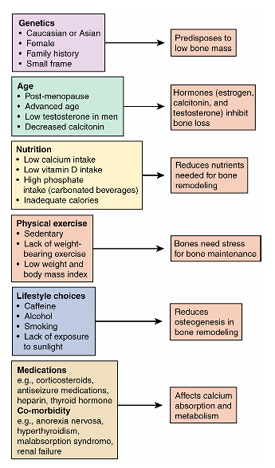 Genetics
• Caucasian or Asian
• Female
• Family history
• Small frame
Predisposes to
low bone mass
Age
• Post-menopause
• Advanced age
• Low testosterone in men
• Decreased calcitonin
Hormones (estrogen,
calcitonin, and
testosterone) inhibit
bone loss
Nutrition
• Low calcium intake
• Low vitamin D intake
• High phosphate
intake (carbonated beverages)
• Inadequate calories
Reduces nutrients
needed for bone
remodeling
Physical exercise
• Sedentary
• Lack of weight-
bearing exercise
• Low weight and
body mass index
Bones need stress
for bone maintenance
Lifestyle choices
• Caffeine
• Alcohol
• Smoking
• Lack of exposure
to sunlight
Reduces
osteogenesis in
bone remodeling
Medications
e.g., corticosteroids,
antiseizure medications,
heparin, thyroid hormone
Co-morbidity
e.g., anorexia nervosa,
hyperthyroidism,
malabsorption syndrome,
renal failure
Affects calcium
absorption and
metabolism